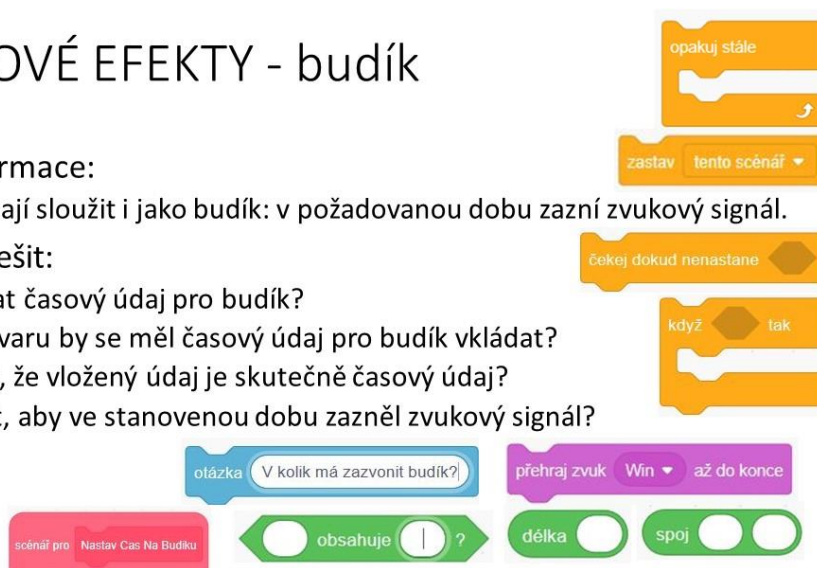 OVÉ EFEKTY - budík
opakuj stále
zastav tento scénář
rmace:
ají sloužit i jako budík: v požadovanou dobu zazní zvukový signál.
ešit:
čekej dokud nenastane
at časový údaj pro budík?
když tak
varu by se měl časový údaj pro budík vkládat?
, že vložený údaj je skutečně časový údaj?
t, aby ve stanovenou dobu zazněl zvukový signál?
otázka V kolik má zazvonit budík?
přehraj zvuk Win až do konce
scénář pro Nastav Cas Na Budiku
obsahuje ?
délka
spoj